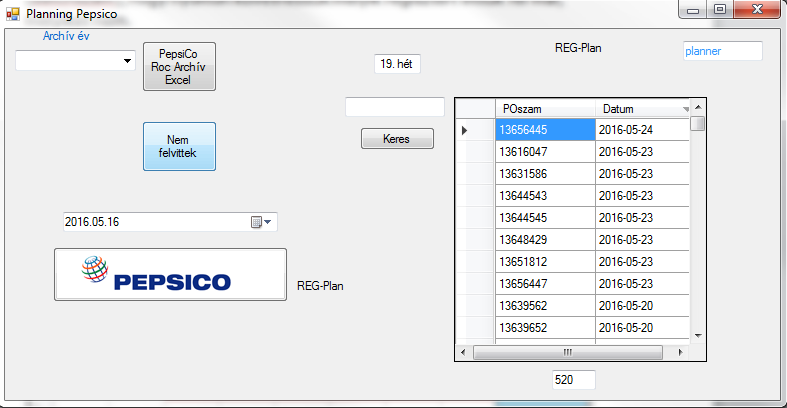 Planning Pepsico
Archív év
PepsiCo
Roc Archív
Excel
19. hét
REG-Plan
planner
Nem
felvittek
Keres
POszam Datum
13656445 2016-05-24
13616047 2016-05-23
13631586 2016-05-23
13644543 2016-05-23
13644545 2016-05-23
13648429 2016-05-23
13651812 2016-05-23
13656447 2016-05-23
13639562 2016-05-20
13639652 2016-05-20
2016.05.16
PEPSICO
REG-Plan
520